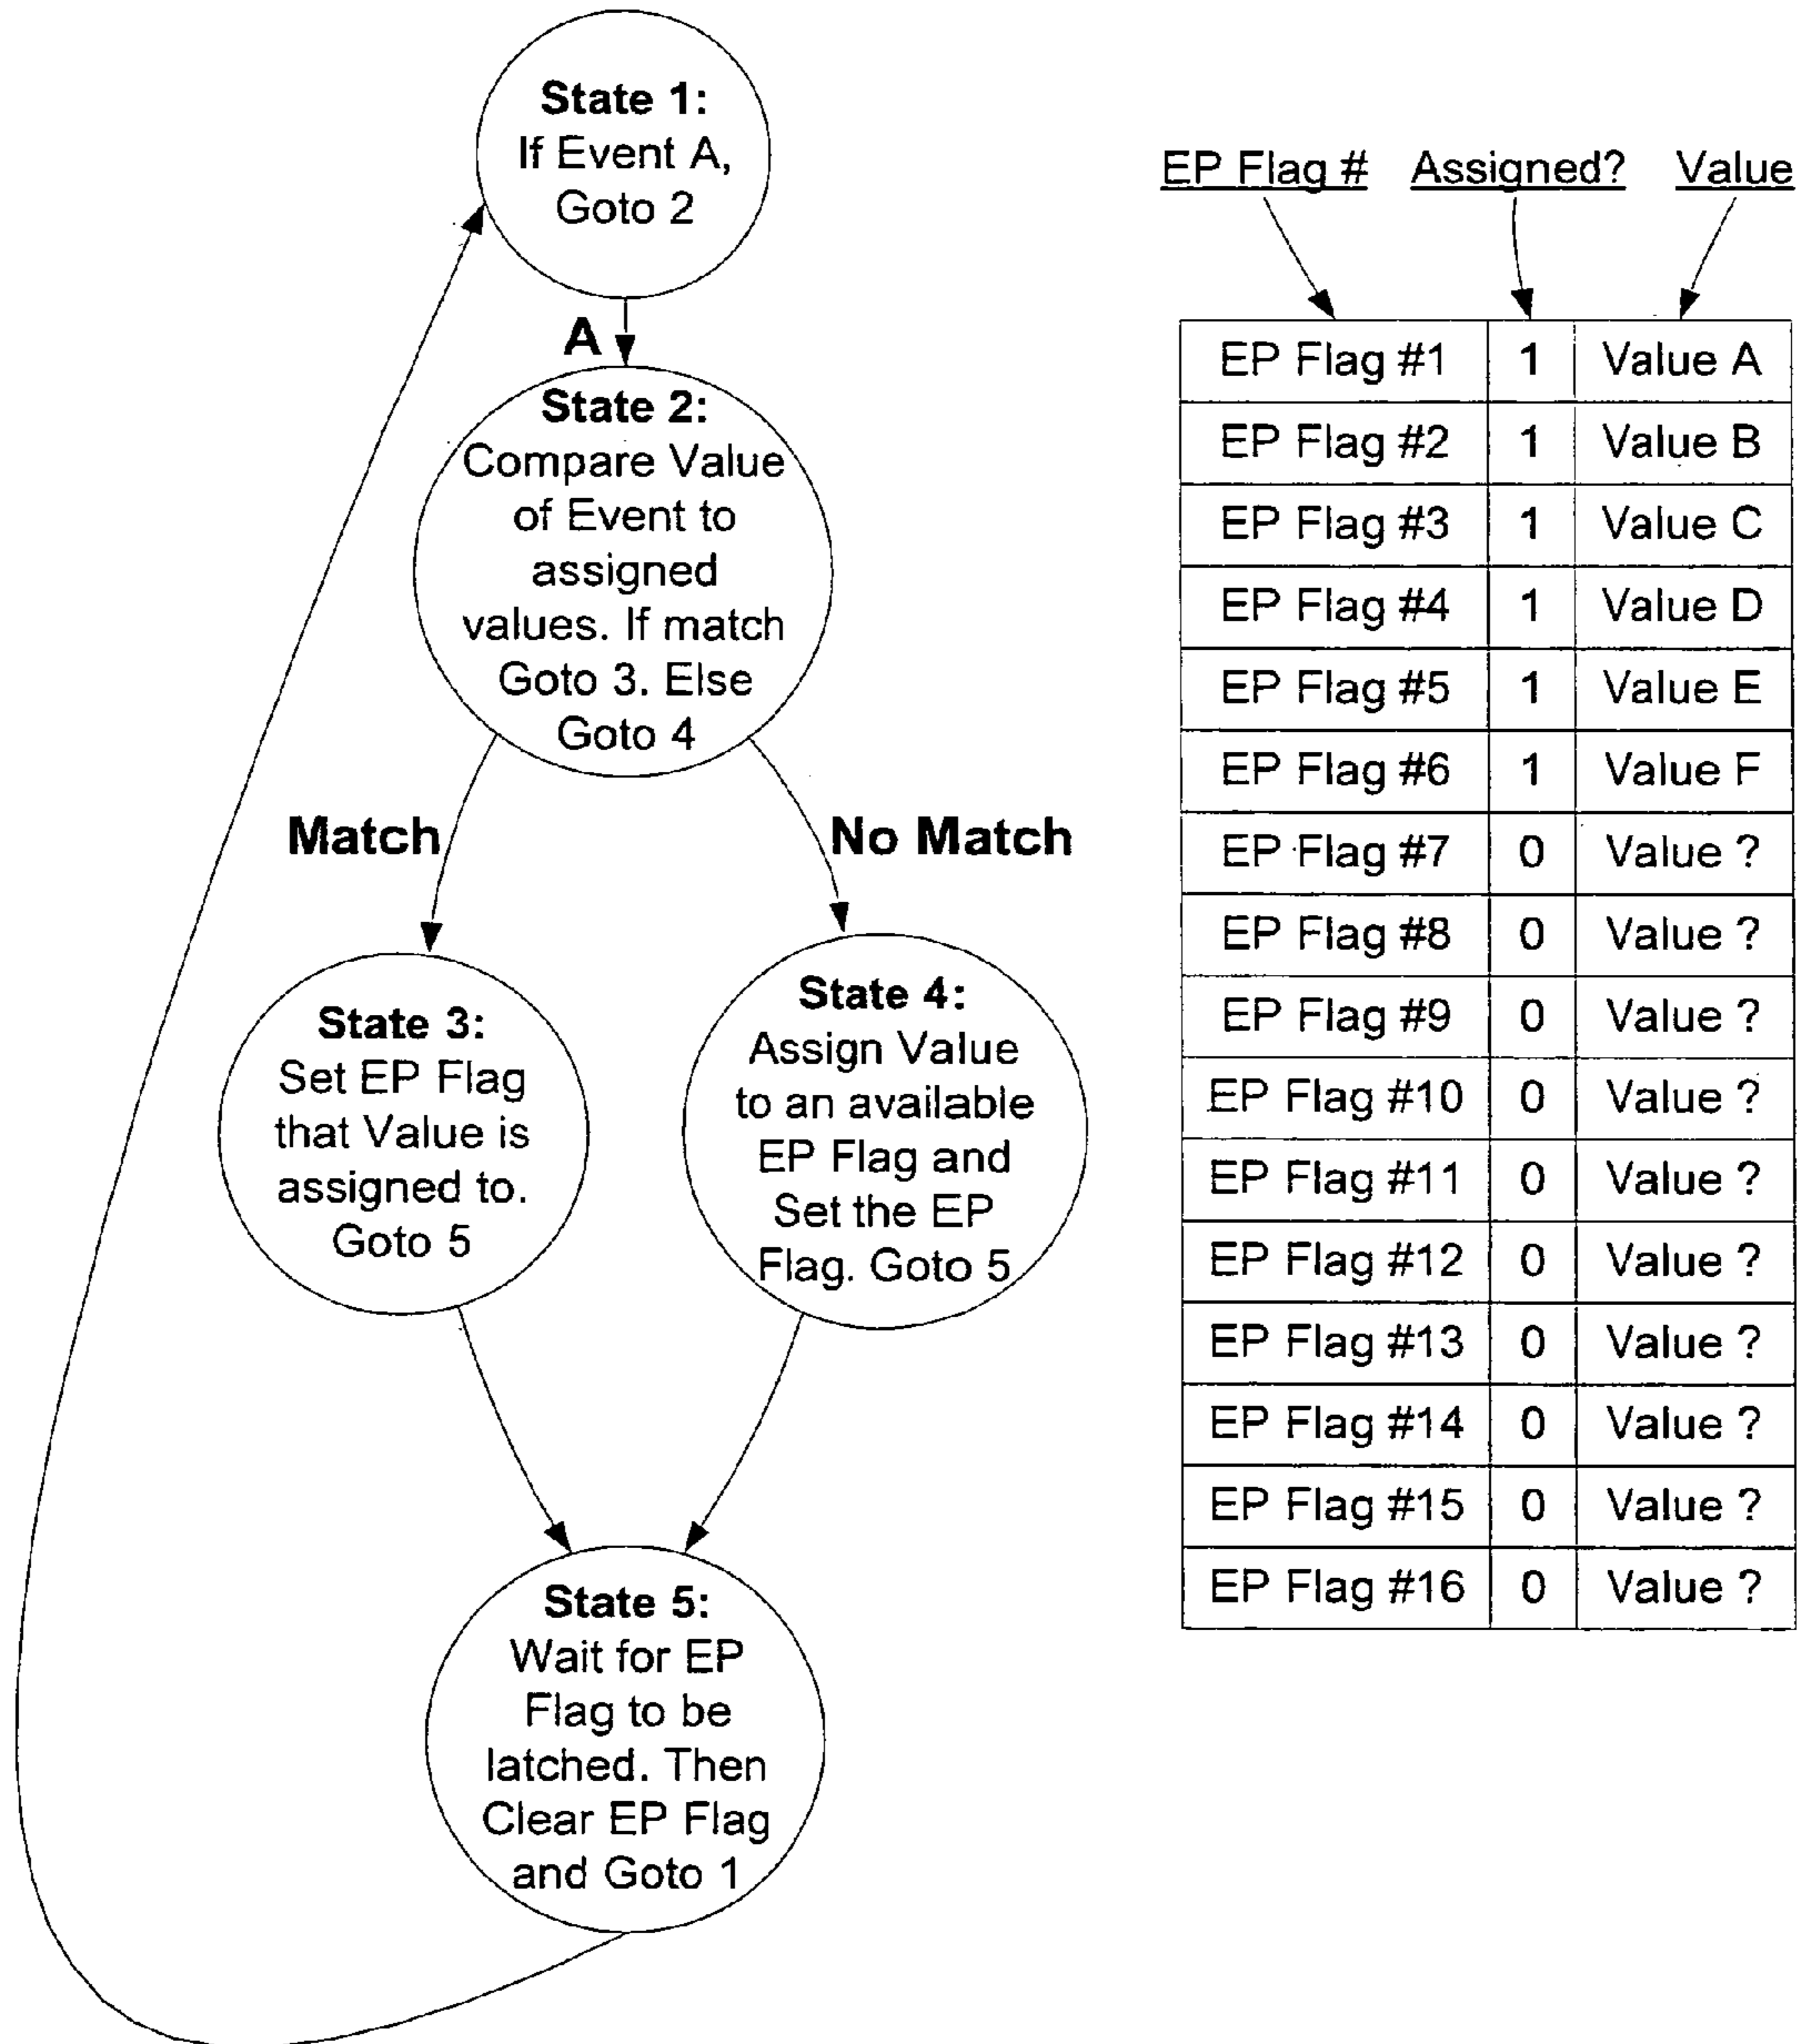 State 1:
If Event A,
Goto 2
A
State 2:
Compare Value
of Event to
assigned
values. If match
Goto 3. Else
Goto 4
Match
No Match
State 3:
Set EP Flag
that Value is
assigned to.
Goto 5
State 4:
Assign Value
to an available
EP Flag and
Set the EP
Flag. Goto 5
State 5:
Wait for EP
Flag to be
latched. Then
Clear EP Flag
and Goto 1
EP Flag # Assigned? Value
EP Flag #1 1 Value A
EP Flag #2 1 Value B
EP Flag #3 1 Value C
EP Flag #4 1 Value D
EP Flag #5 1 Value E
EP Flag #6 1 Value F
EP Flag #7 0 Value ?
EP Flag #8 0 Value ?
EP Flag #9 0 Value ?
EP Flag #10 0 Value ?
EP Flag #11 0 Value ?
EP Flag #12 0 Value ?
EP Flag #13 0 Value ?
EP Flag #14 0 Value ?
EP Flag #15 0 Value ?
EP Flag #16 0 Value ?